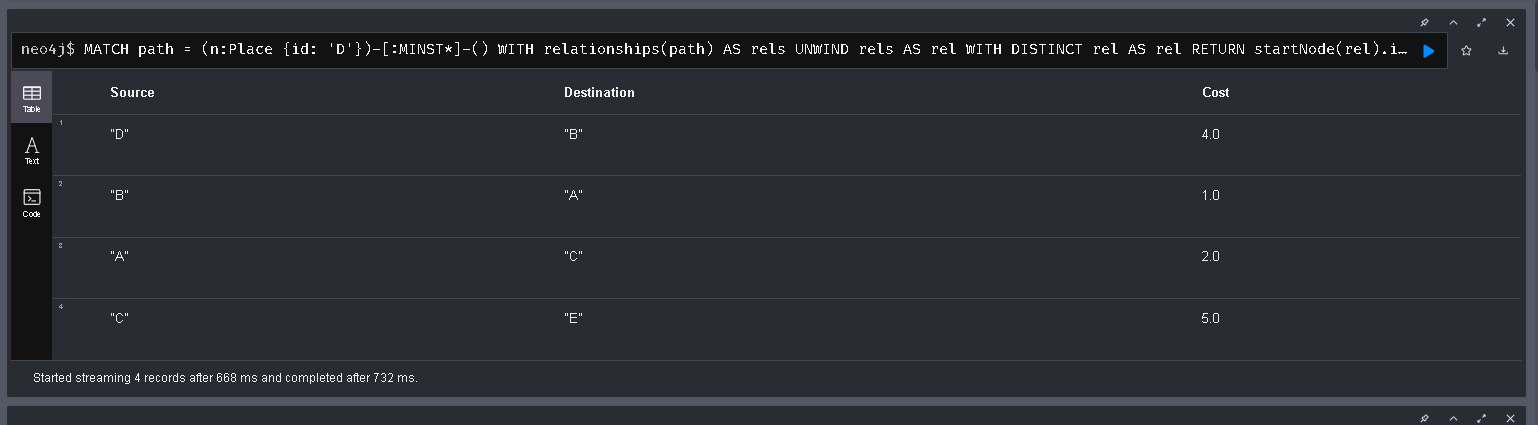 neo4j$ MATCH path = (n:Place {id: 'D'})-[:MINST*]-() WITH relationships(path) AS rels UNWIND rels AS rel WITH DISTINCT rel AS rel RETURN startNode(rel).i…
Table
Text
Code
Source Destination Cost
1
"D" "B" 4.0
2
"B" "A" 1.0
3
"A" "C" 2.0
4
"C" "E" 5.0
Started streaming 4 records after 668 ms and completed after 732 ms.